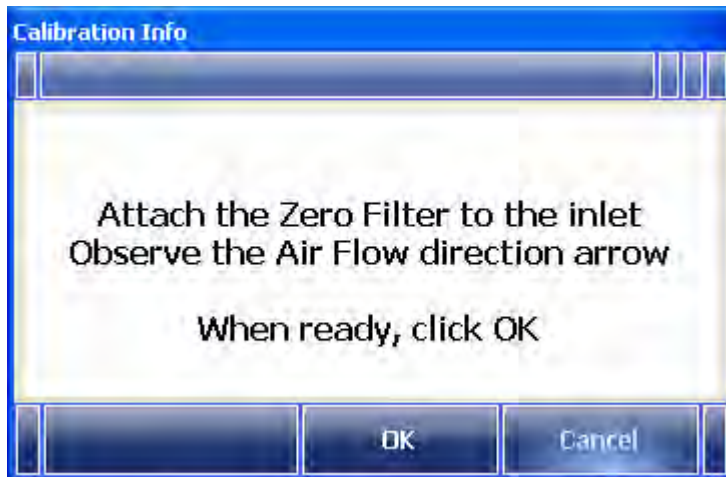 Calibration Info
Attach the Zero Filter to the inlet
Observe the Air Flow direction arrow
When ready, click OK
OK
Cancel